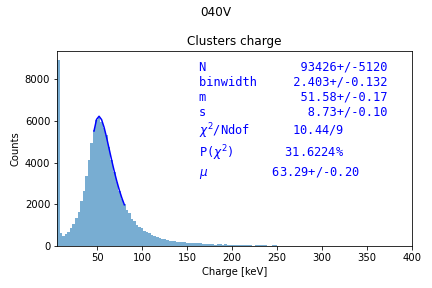 040V
Clusters charge
N 93426+/-5120
binwidth 2.403+/-0.132
m 51.58+/-0.17
s 8.73+/-0.10
χ²/Ndof 10.44/9
P(χ²) 31.6224%
μ 63.29+/-0.20
8000
6000
4000
2000
0
Counts
50 100 150 200 250 300 350 400
Charge [keV]